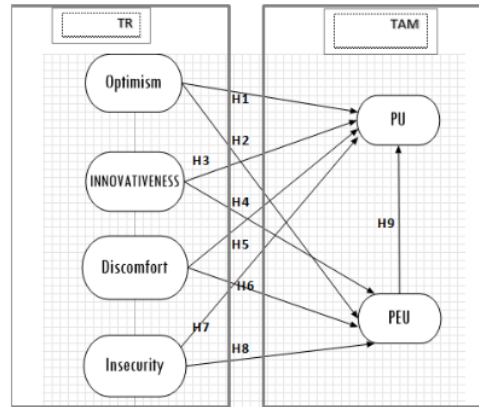 TR
TAM
Optimism
H1
PU
H2
H3
INNOVATIVENESS
H4
H9
H5
Discomfort
H6
PEU
H7
H8
Insecurity